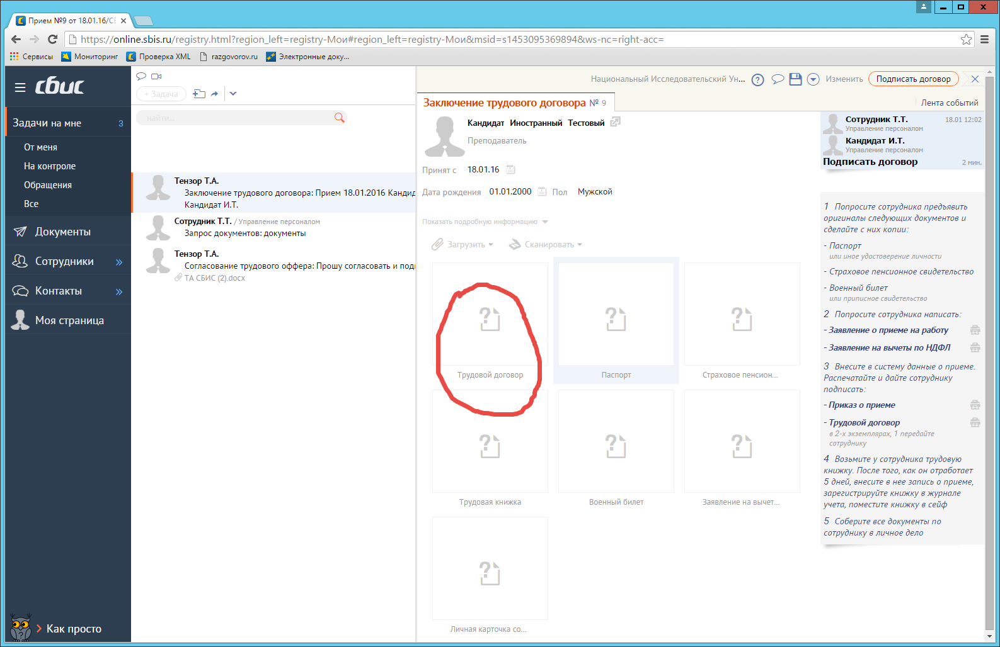 Прием №9 от 18.01.16/СБ
https://online.sbis.ru/registry.html?region_left=registry-Мои#region_left=registry-Мои&msid=s1453095369894&ws-nc=right-acc=
Сервисы
Мониторинг
Проверка XML
razgovorov.ru
Электронные доку...
сбис
Задачи на мне 3
От меня
На контроле
Обращения
Все
Документы
Сотрудники
Контакты
Моя страница
Как просто
+ Задача
найти...
Тензор Т.А.
Заключение трудового договора: Прием 18.01.2016 Кандид
Кандидат И.Т.
Сотрудник Т.Т. / Управление персоналом
Запрос документов: документы
Тензор Т.А.
Согласование трудового оффера: Прошу согласовать и подп
ТА СБИС (2).docx
Национальный Исследовательский Ун...
Изменить
Подписать договор
Заключение трудового договора № 9
Лента событий
Кандидат Иностранный Тестовый
Преподаватель
Принят с 18.01.16
Дата рождения 01.01.2000 Пол Мужской
Показать подробную информацию
Загрузить
Сканировать
Трудовой договор
Паспорт
Страховое пенсион...
Трудовая книжка
Военный билет
Заявление на вычет...
Личная карточка со...
Сотрудник Т.Т. 18.01 12:02
Управление персоналом
Кандидат И.Т.
Управление персоналом
Подписать договор 2 мин.
1 Попросите сотрудника предъявить
оригиналы следующих документов и
сделайте с них копии:
- Паспорт
или иное удостоверение личности
- Страховое пенсионное свидетельство
- Военный билет
или приписное свидетельство
2 Попросите сотрудника написать:
- Заявление о приеме на работу
- Заявление на вычеты по НДФЛ
3 Внесите в систему данные о приеме.
Распечатайте и дайте сотруднику
подписать:
- Приказ о приеме
- Трудовой договор
в 2-х экземплярах, 1 передайте
сотруднику
4 Возьмите у сотрудника трудовую
книжку. После того, как он отработает
5 дней, внесите в нее запись о приеме,
зарегистрируйте книжку в журнале
учета, поместите книжку в сейф
5 Соберите все документы по
сотруднику в личное дело